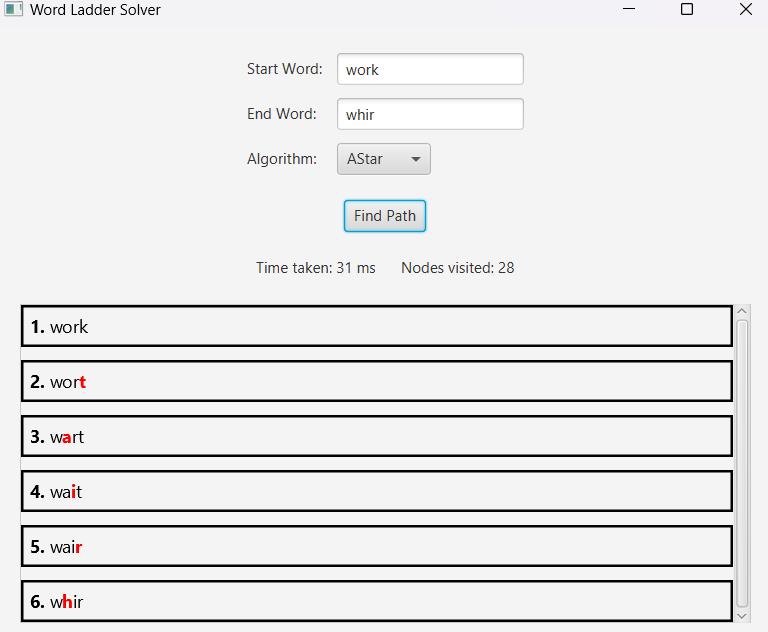 Word Ladder Solver
Start Word: work
End Word: whir
Algorithm: AStar
Find Path
Time taken: 31 ms Nodes visited: 28
1. work
2. wort
3. wart
4. wait
5. wair
6. whir